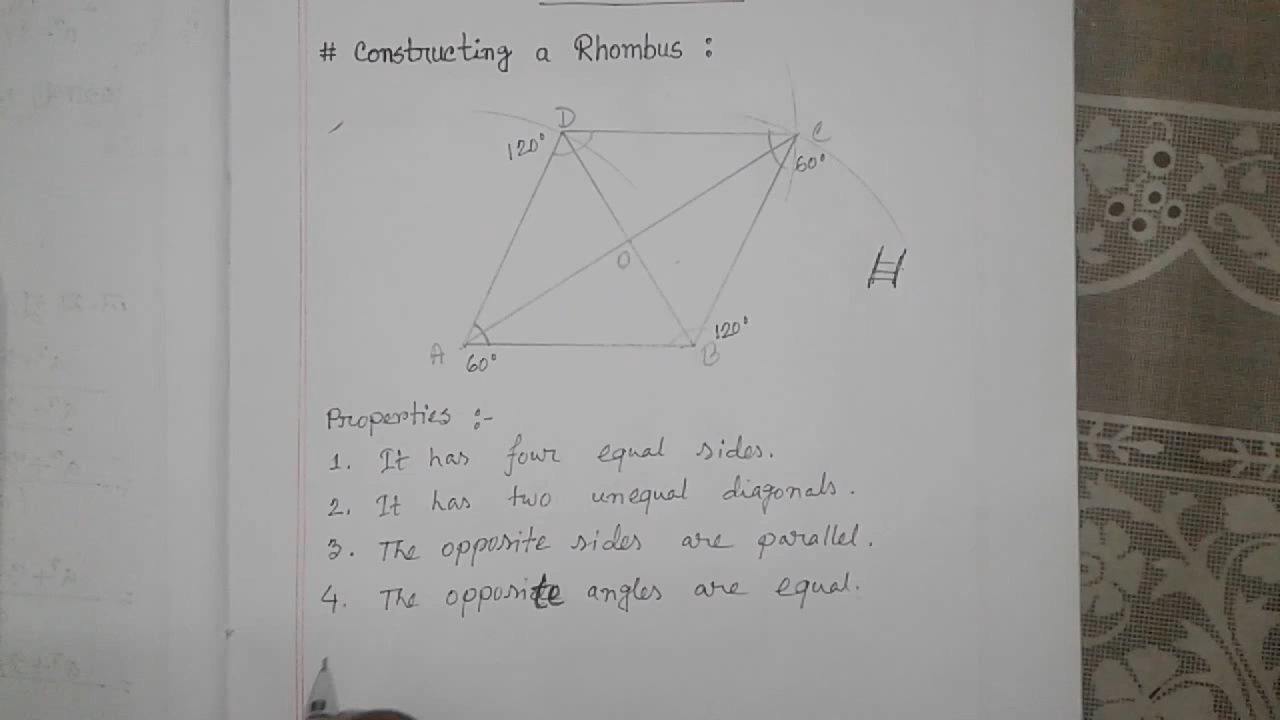 # Constructing a Rhombus :
D
120°
C
60°
O
A
60°
120°
B
Properties :-
1. It has four equal sides.
2. It has two unequal diagonals.
3. The opposite sides are parallel.
4. The opposite angles are equal.